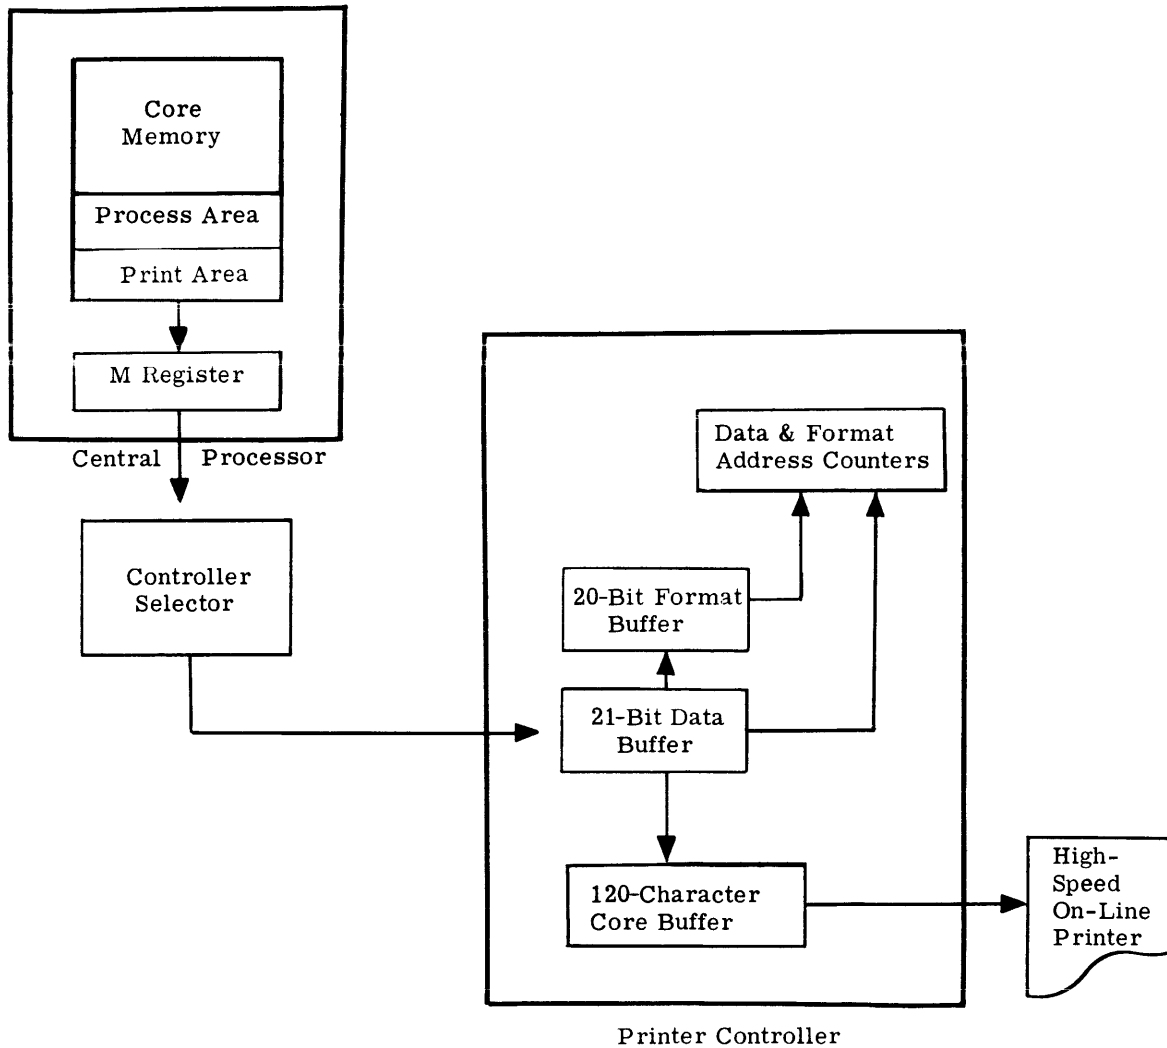 Core
Memory
Process Area
Print Area
M Register
Central Processor
Controller
Selector
Data & Format
Address Counters
20-Bit Format
Buffer
21-Bit Data
Buffer
120-Character
Core Buffer
High-
Speed
On-Line
Printer
Printer Controller